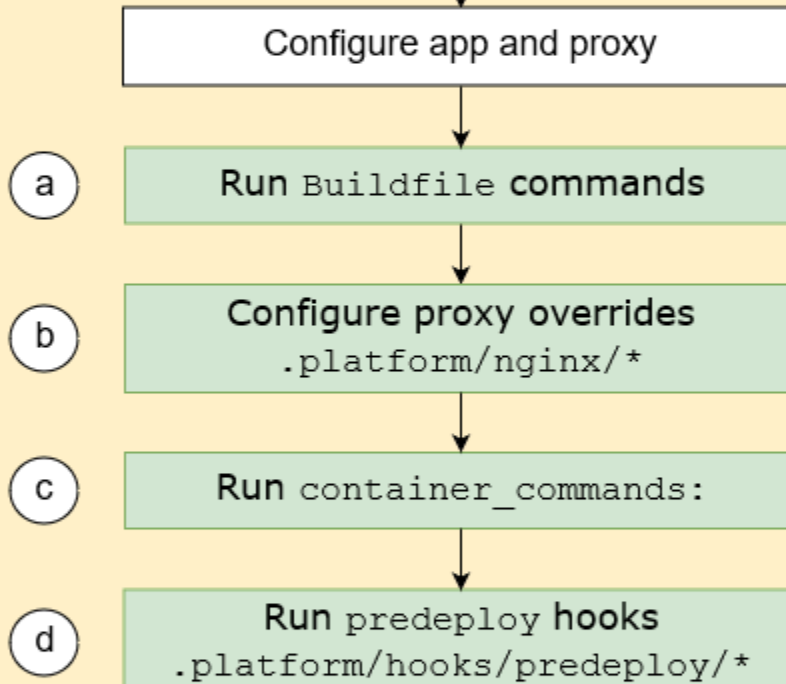 Configure app and proxy
a
Run Buildfile commands
b
Configure proxy overrides
.platform/nginx/*
c
Run container_commands:
d
Run predeploy hooks
.platform/hooks/predeploy/*